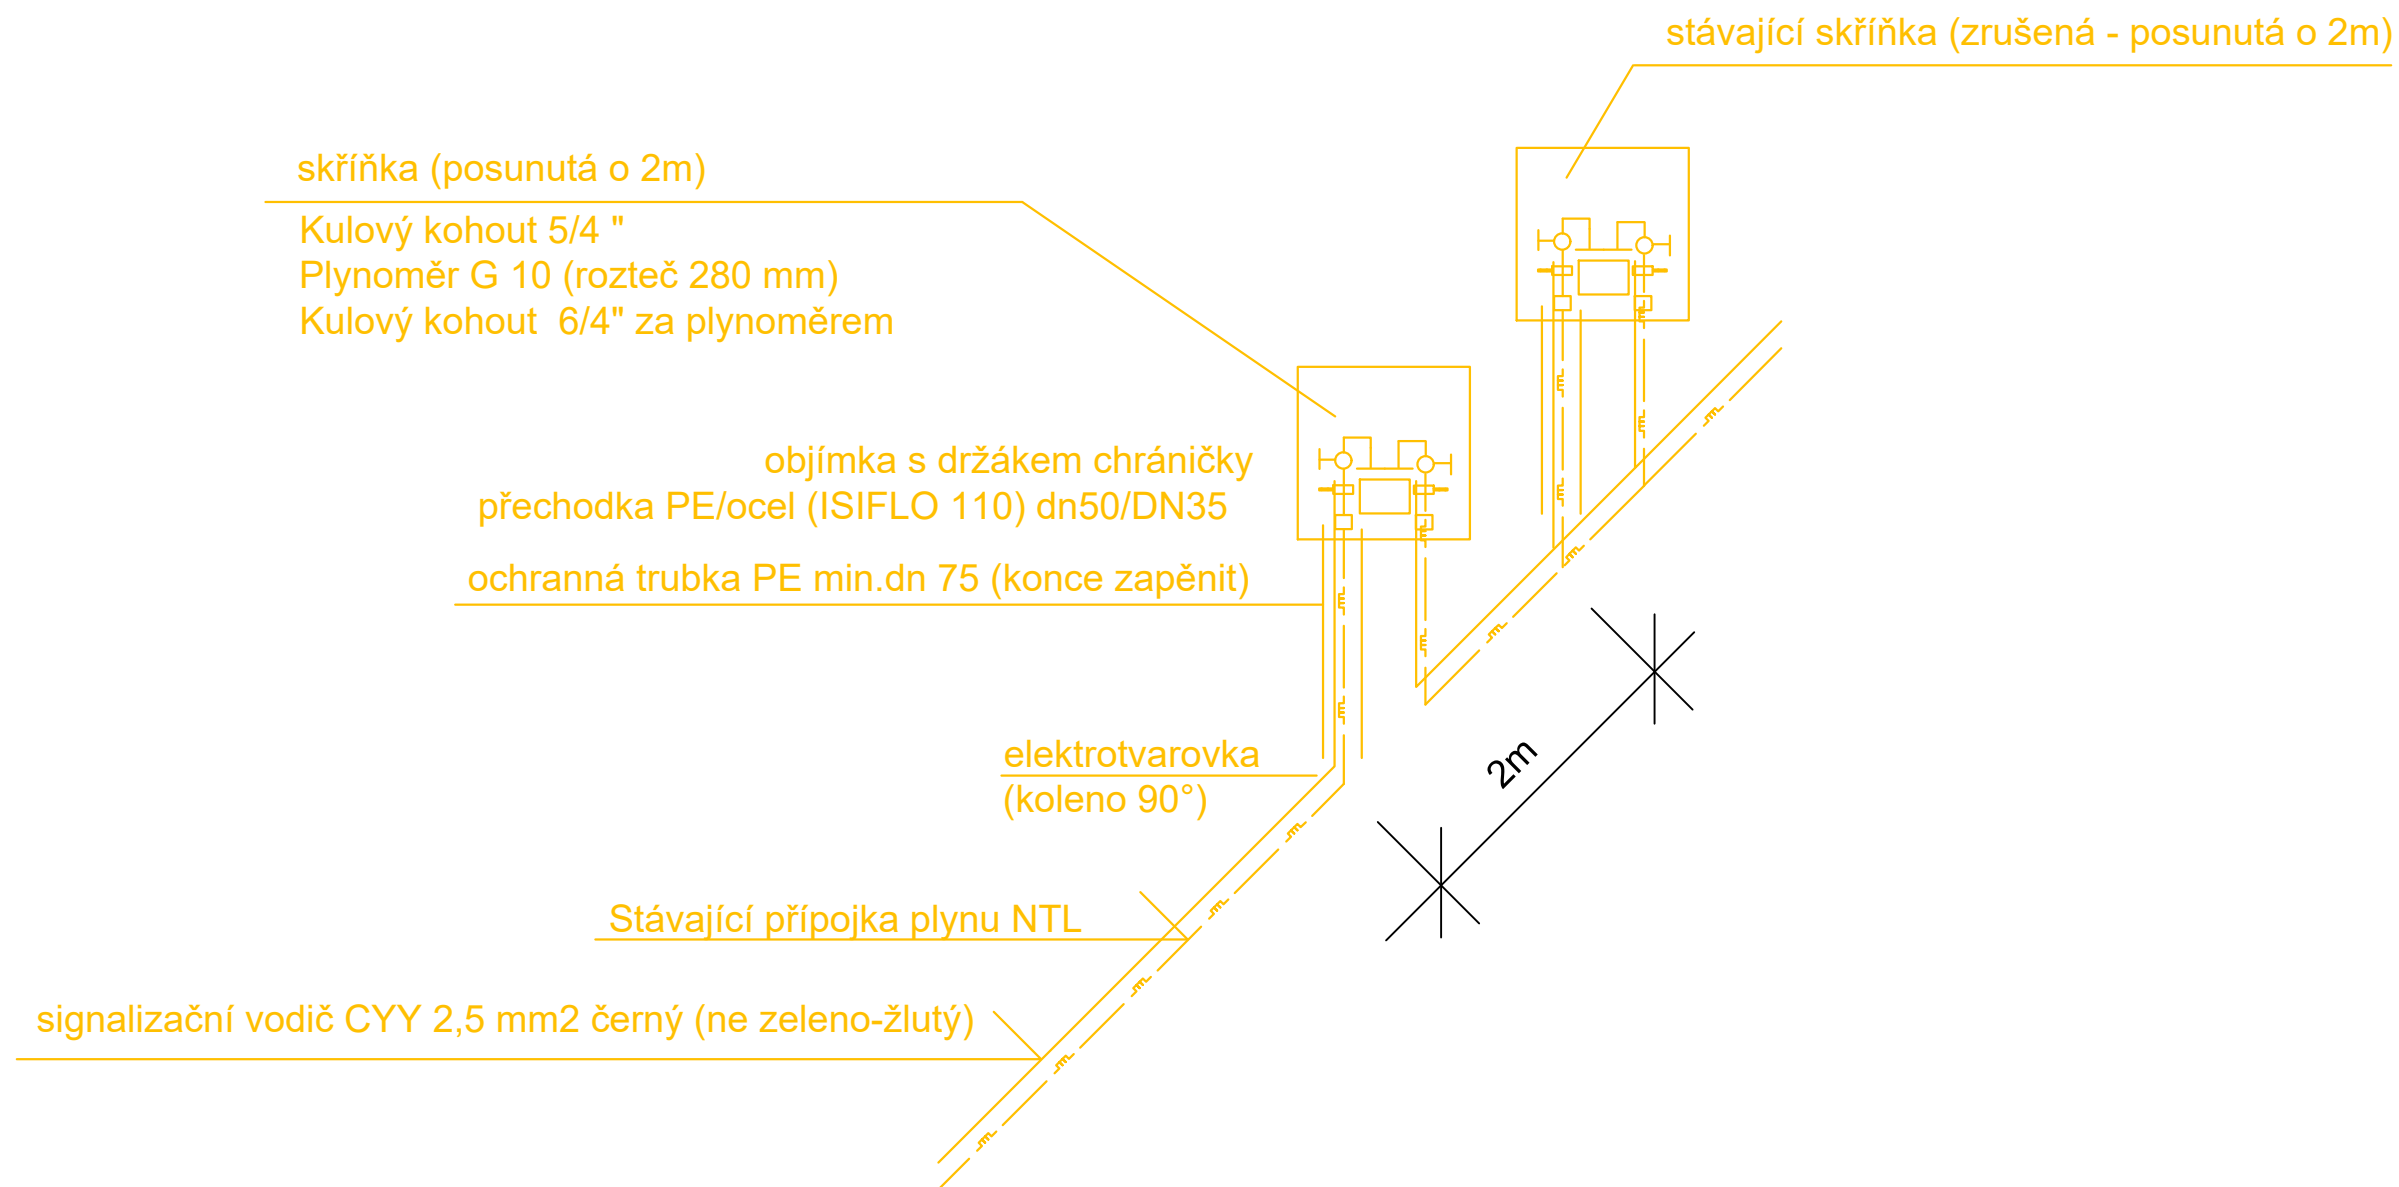 stávající skříňka (zrušená - posunutá o 2m)
skříňka (posunutá o 2m)
Kulový kohout 5/4 "
Plynoměr G 10 (rozteč 280 mm)
Kulový kohout  6/4" za plynoměrem
objímka s držákem chráničky
přechodka PE/ocel (ISIFLO 110) dn50/DN35
ochranná trubka PE min.dn 75 (konce zapěnit)
elektrotvarovka
(koleno 90°)
2m
Stávající přípojka plynu NTL
signalizační vodič CYY 2,5 mm2 černý (ne zeleno-žlutý)